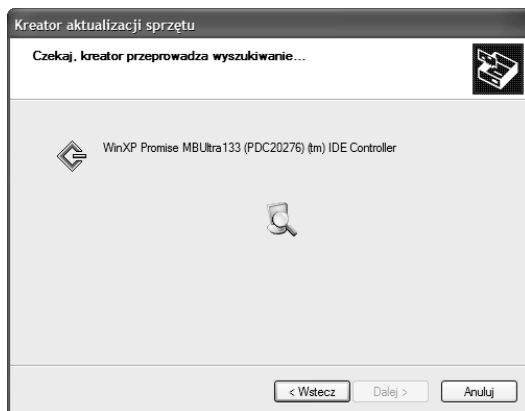 Kreator aktualizacji sprzętu
Czekaj, kreator przeprowadza wyszukiwanie...
WinXP Promise MBUltra133 (PDC20276) (tm) IDE Controller
< Wstecz
Dalej >
Anuluj